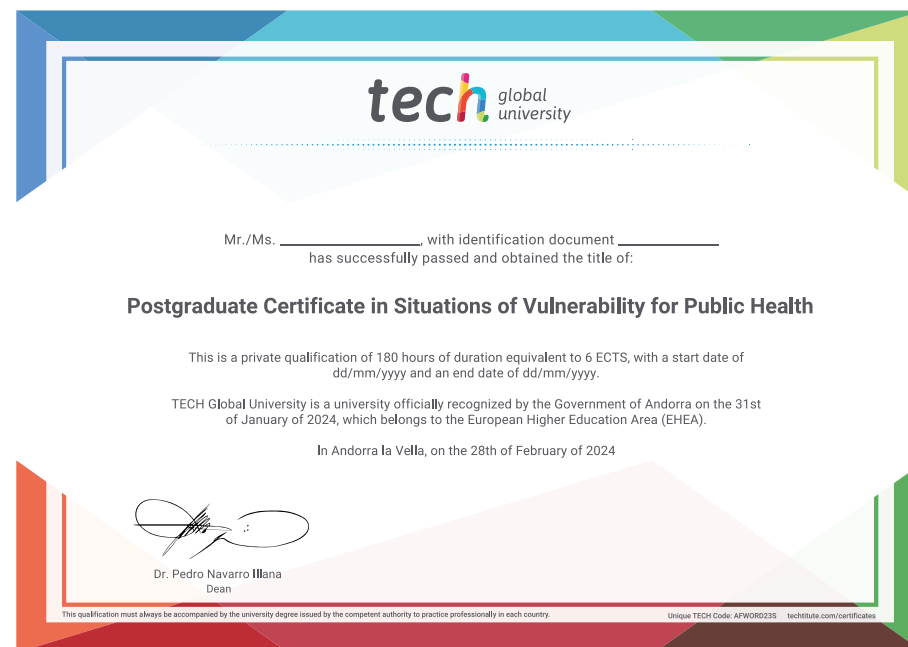 tech global
university
Mr./Ms. ____________________, with identification document ______________
has successfully passed and obtained the title of:
Postgraduate Certificate in Situations of Vulnerability for Public Health
This is a private qualification of 180 hours of duration equivalent to 6 ECTS, with a start date of
dd/mm/yyyy and an end date of dd/mm/yyyy.
TECH Global University is a university officially recognized by the Government of Andorra on the 31st
of January of 2024, which belongs to the European Higher Education Area (EHEA).
In Andorra la Vella, on the 28th of February of 2024
Dr. Pedro Navarro Illana
Dean
This qualification must always be accompanied by the university degree issued by the competent authority to practice professionally in each country.
Unique TECH Code: AFWORD23S techtitute.com/certificates